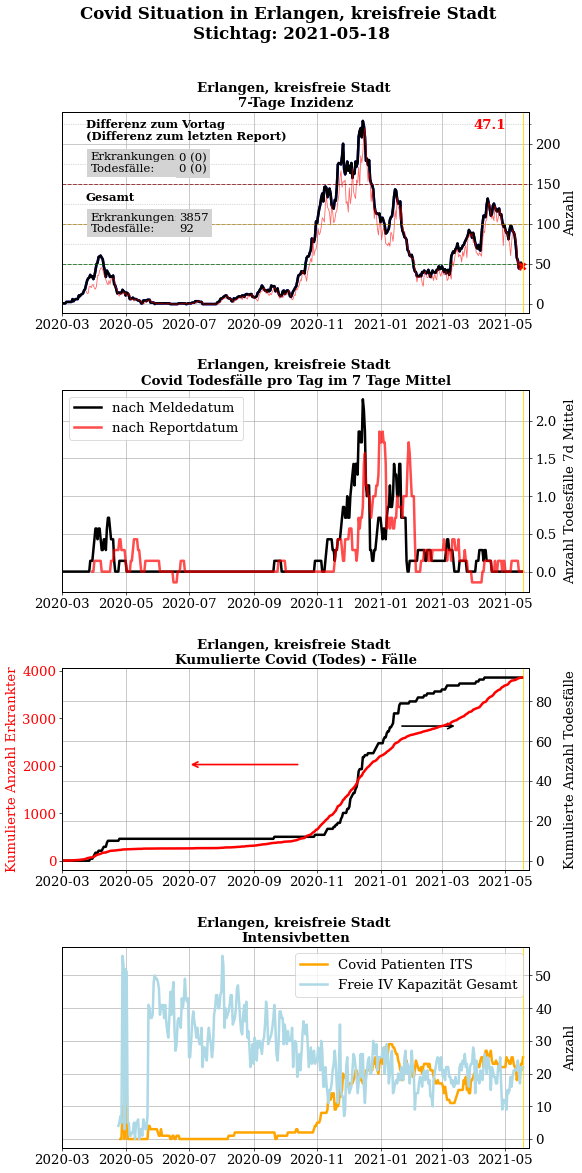 Covid Situation in Erlangen, kreisfreie Stadt
Stichtag: 2021-05-18
Erlangen, kreisfreie Stadt
7-Tage Inzidenz
Differenz zum Vortag
(Differenz zum letzten Report)
Erkrankungen 0 (0)
Todesfälle: 0 (0)
Gesamt
Erkrankungen 3857
Todesfälle: 92
47.1
200
150
100
50
0
Anzahl
2020-03 2020-05 2020-07 2020-09 2020-11 2021-01 2021-03 2021-05
Erlangen, kreisfreie Stadt
Covid Todesfälle pro Tag im 7 Tage Mittel
nach Meldedatum
nach Reportdatum
2.0
1.5
1.0
0.5
0.0
Anzahl Todesfälle 7d Mittel
2020-03 2020-05 2020-07 2020-09 2020-11 2021-01 2021-03 2021-05
Erlangen, kreisfreie Stadt
Kumulierte Covid (Todes) - Fälle
Kumulierte Anzahl Erkrankter
4000
3000
2000
1000
0
80
60
40
20
0
Kumulierte Anzahl Todesfälle
2020-03 2020-05 2020-07 2020-09 2020-11 2021-01 2021-03 2021-05
Erlangen, kreisfreie Stadt
Intensivbetten
Covid Patienten ITS
Freie IV Kapazität Gesamt
50
40
30
20
10
0
Anzahl
2020-03 2020-05 2020-07 2020-09 2020-11 2021-01 2021-03 2021-05